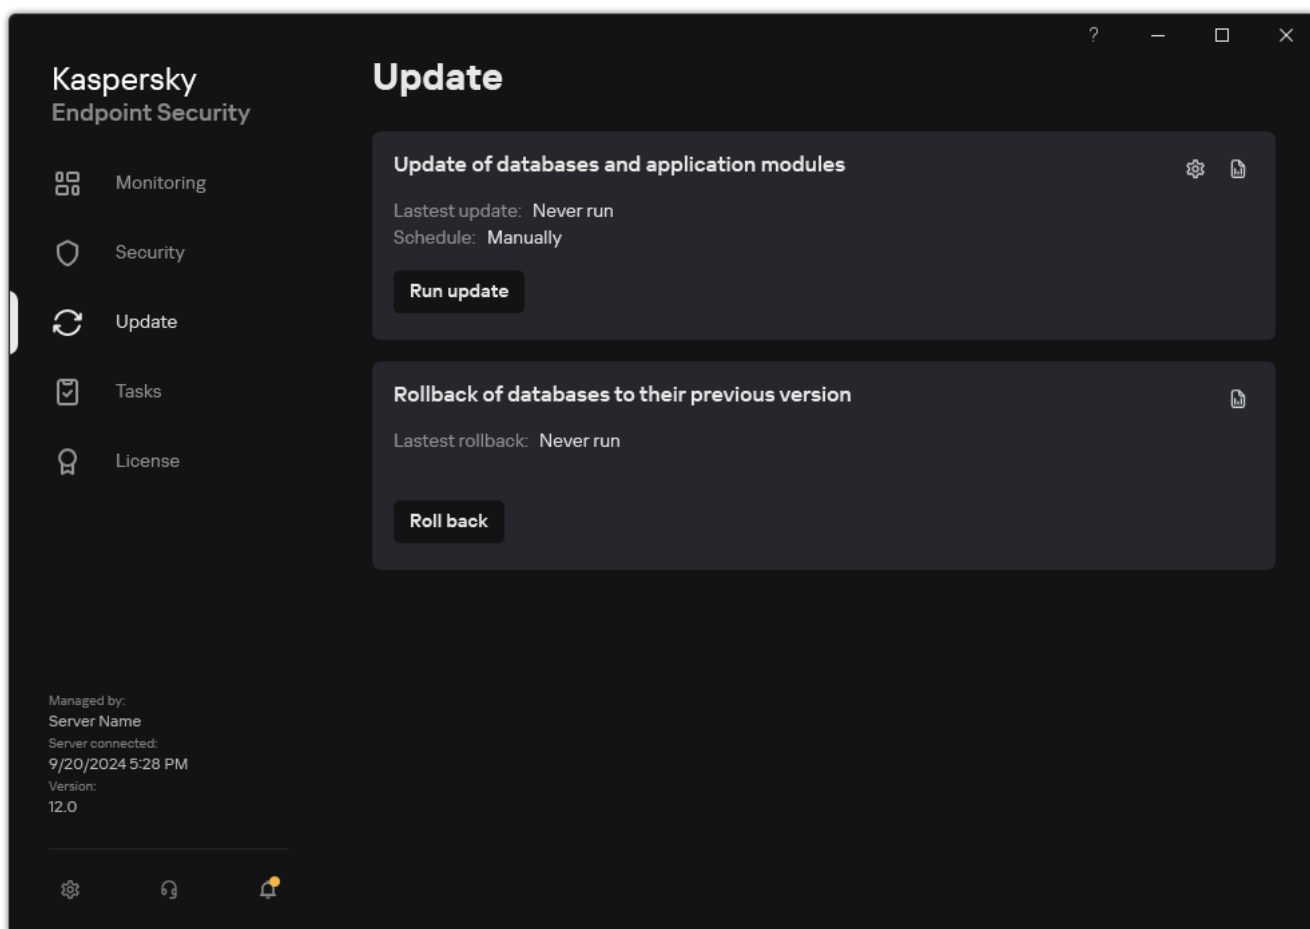 ?
Kaspersky
Endpoint Security
Monitoring
Security
Update
Tasks
License
Managed by:
Server Name
Server connected:
9/20/2024 5:28 PM
Version:
12.0
Update
Update of databases and application modules
Lastest update: Never run
Schedule: Manually
Run update
Rollback of databases to their previous version
Lastest rollback: Never run
Roll back